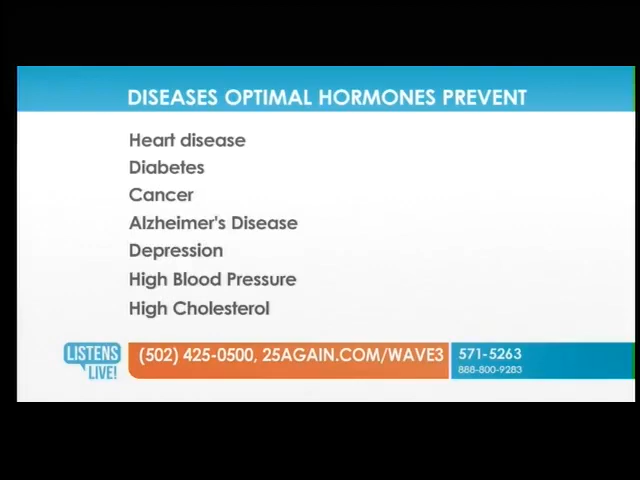 DISEASES OPTIMAL HORMONES PREVENT
Heart disease
Diabetes
Cancer
Alzheimer's Disease
Depression
High Blood Pressure
High Cholesterol
LISTENS
LIVE!
(502) 425-0500, 25AGAIN.COM/WAVE3
571-5263
888-800-9283